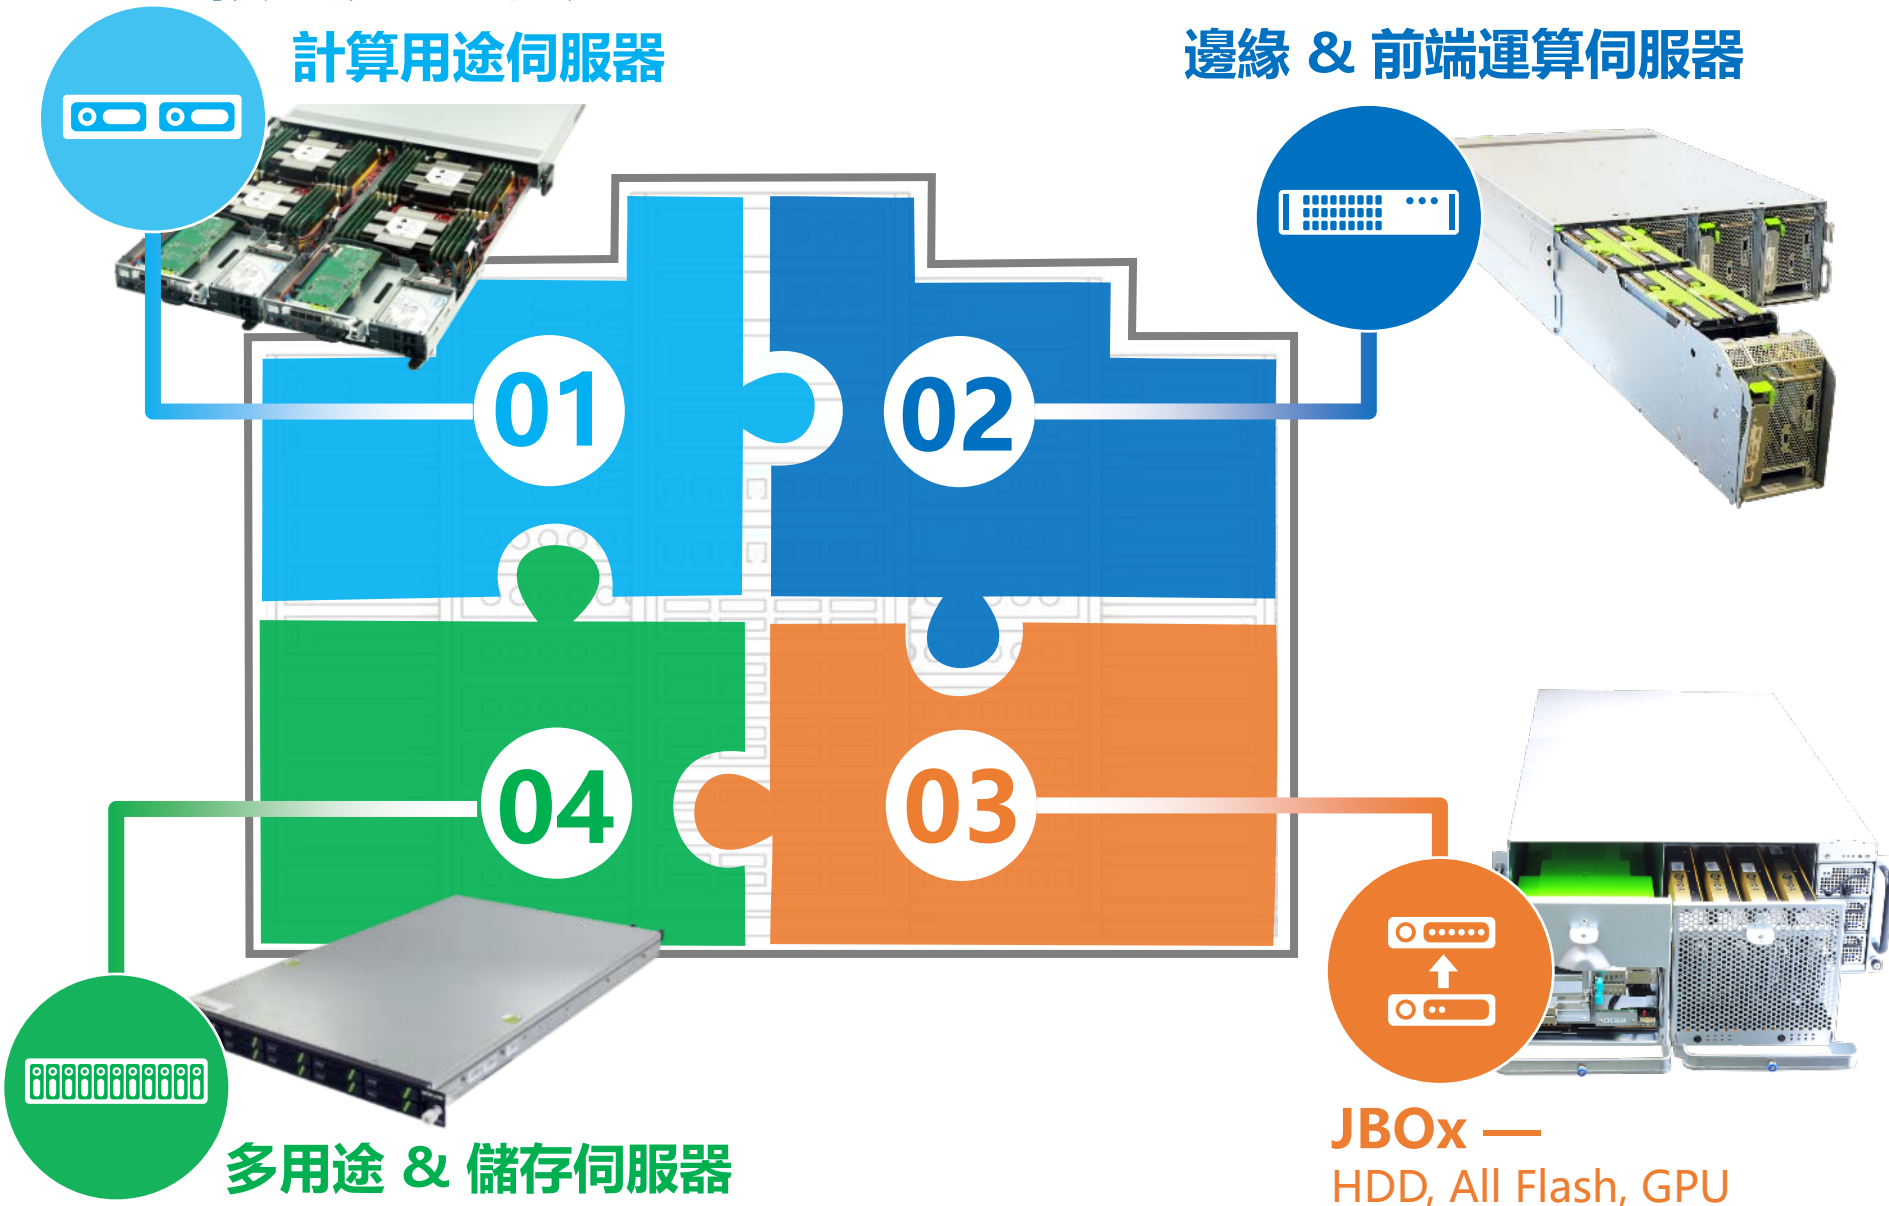 計算用途伺服器
邊緣 & 前端運算伺服器
01
02
04
03
多用途 & 儲存伺服器
JBOx —
HDD, All Flash, GPU